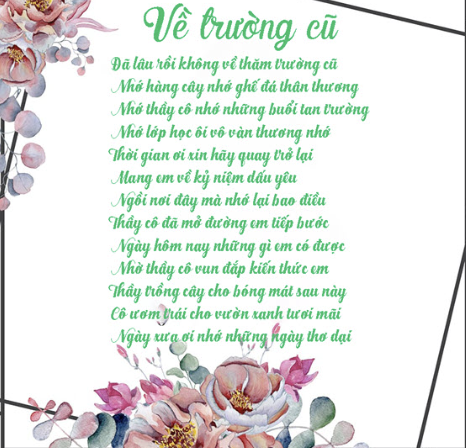 Về trường cũ
Đã lâu rồi không về thăm trường cũ
Nhớ hàng cây nhớ ghế đá thân thương
Nhớ thầy cô nhớ những buổi tan trường
Nhớ lớp học ôi vô vàn thương nhớ
Thời gian ơi xin hãy quay trở lại
Mang em về kỷ niệm dấu yêu
Ngồi nơi đây mà nhớ lại bao điều
Thầy cô đã mở đường em tiếp bước
Ngày hôm nay những gì em có được
Nhờ thầy cô vun đắp kiến thức em
Thầy trồng cây cho bóng mát sau này
Cô ươm trái cho vườn xanh tươi mãi
Ngày xưa ơi nhớ những ngày thơ dại